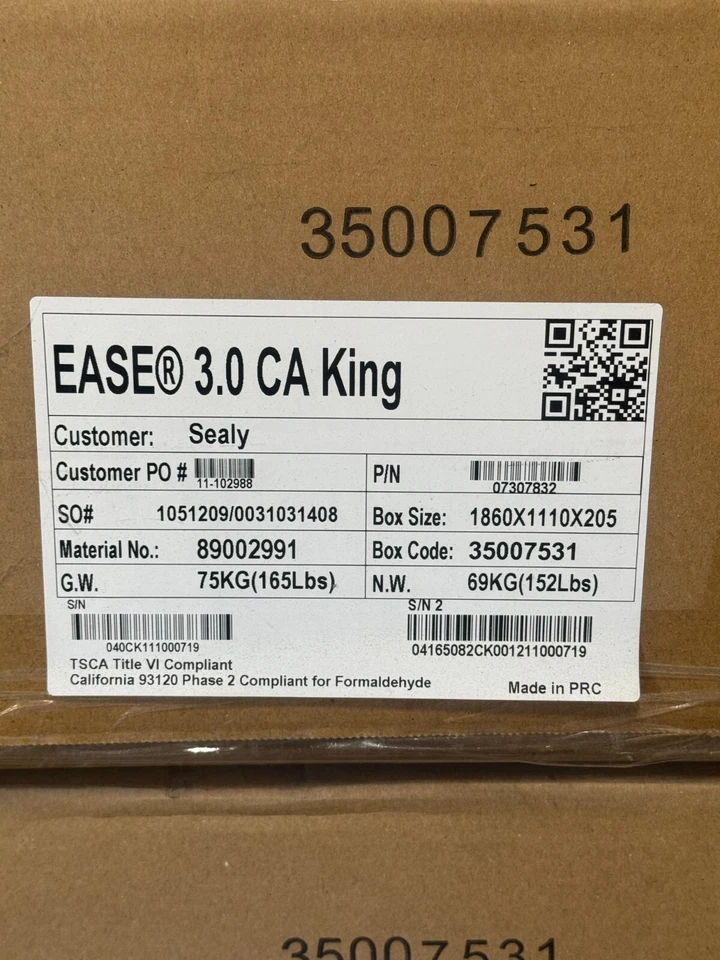 35007531
EASE® 3.0 CA King
Customer: Sealy
Customer PO # 11-102988 P/N 07307832
SO# 1051209/0031031408 Box Size: 1860X1110X205
Material No.: 89002991 Box Code: 35007531
G.W. 75KG(165Lbs) N.W. 69KG(152Lbs)
S/N S/N 2
040CK111000719 04165082CK001211000719
TSCA Title VI Compliant
California 93120 Phase 2 Compliant for Formaldehyde Made in PRC
35007531